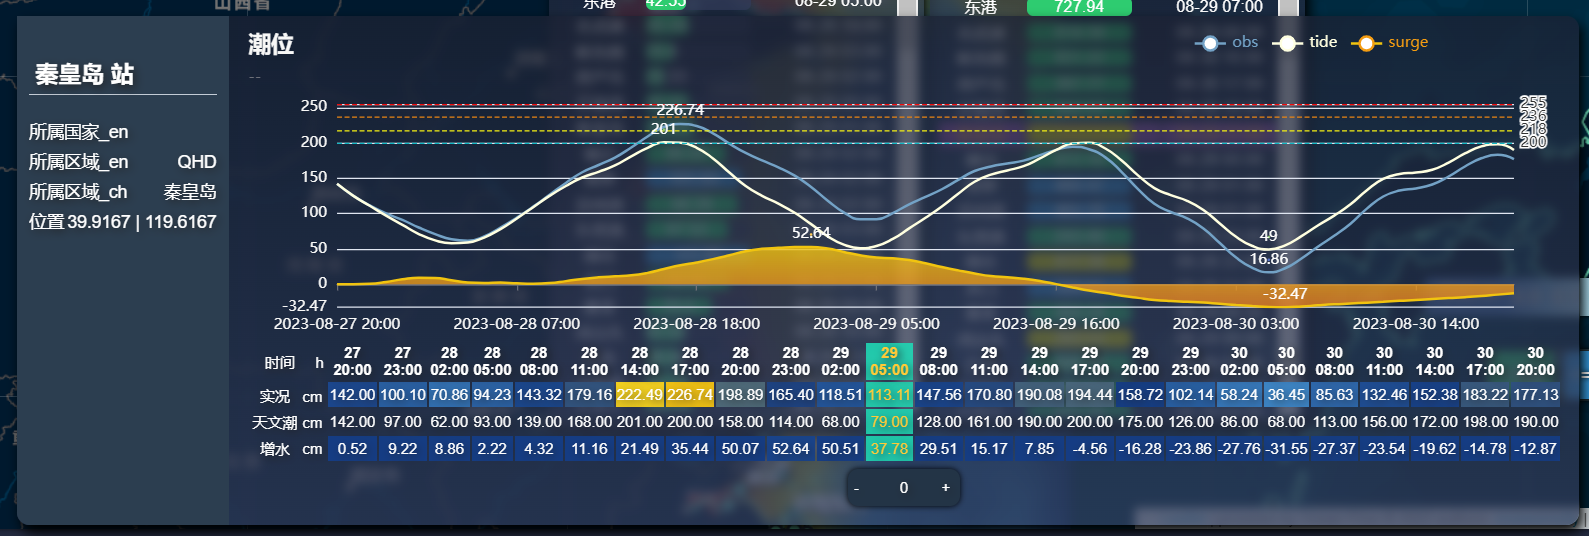 山西省
东港 42.55 08-29 05:00
东港 727.94 08-29 07:00
秦皇岛 站
所属国家_en
所属区域_en QHD
所属区域_ch 秦皇岛
位置 39.9167 | 119.6167
潮位
--
obs tide surge
250
200
150
100
50
0
-32.47
255
236
218
200
226.74
201
52.64
49
16.86
-32.47
2023-08-27 20:00 2023-08-28 07:00 2023-08-28 18:00 2023-08-29 05:00 2023-08-29 16:00 2023-08-30 03:00 2023-08-30 14:00
时间 h 27 27 28 28 28 28 28 28 28 28 29 29 29 29 29 29 29 29 30 30 30 30 30 30 30
20:00 23:00 02:00 05:00 08:00 11:00 14:00 17:00 20:00 23:00 02:00 05:00 08:00 11:00 14:00 17:00 20:00 23:00 02:00 05:00 08:00 11:00 14:00 17:00 20:00
实况 cm 142.00 100.10 70.86 94.23 143.32 179.16 222.49 226.74 198.89 165.40 118.51 113.11 147.56 170.80 190.08 194.44 158.72 102.14 58.24 36.45 85.63 132.46 152.38 183.22 177.13
天文潮 cm 142.00 97.00 62.00 93.00 139.00 168.00 201.00 200.00 158.00 114.00 68.00 79.00 128.00 161.00 190.00 200.00 175.00 126.00 86.00 68.00 113.00 156.00 172.00 198.00 190.00
增水 cm 0.52 9.22 8.86 2.22 4.32 11.16 21.49 35.44 50.07 52.64 50.51 37.78 29.51 15.17 7.85 -4.56 -16.28 -23.86 -27.76 -31.55 -27.37 -23.54 -19.62 -14.78 -12.87
- 0 +